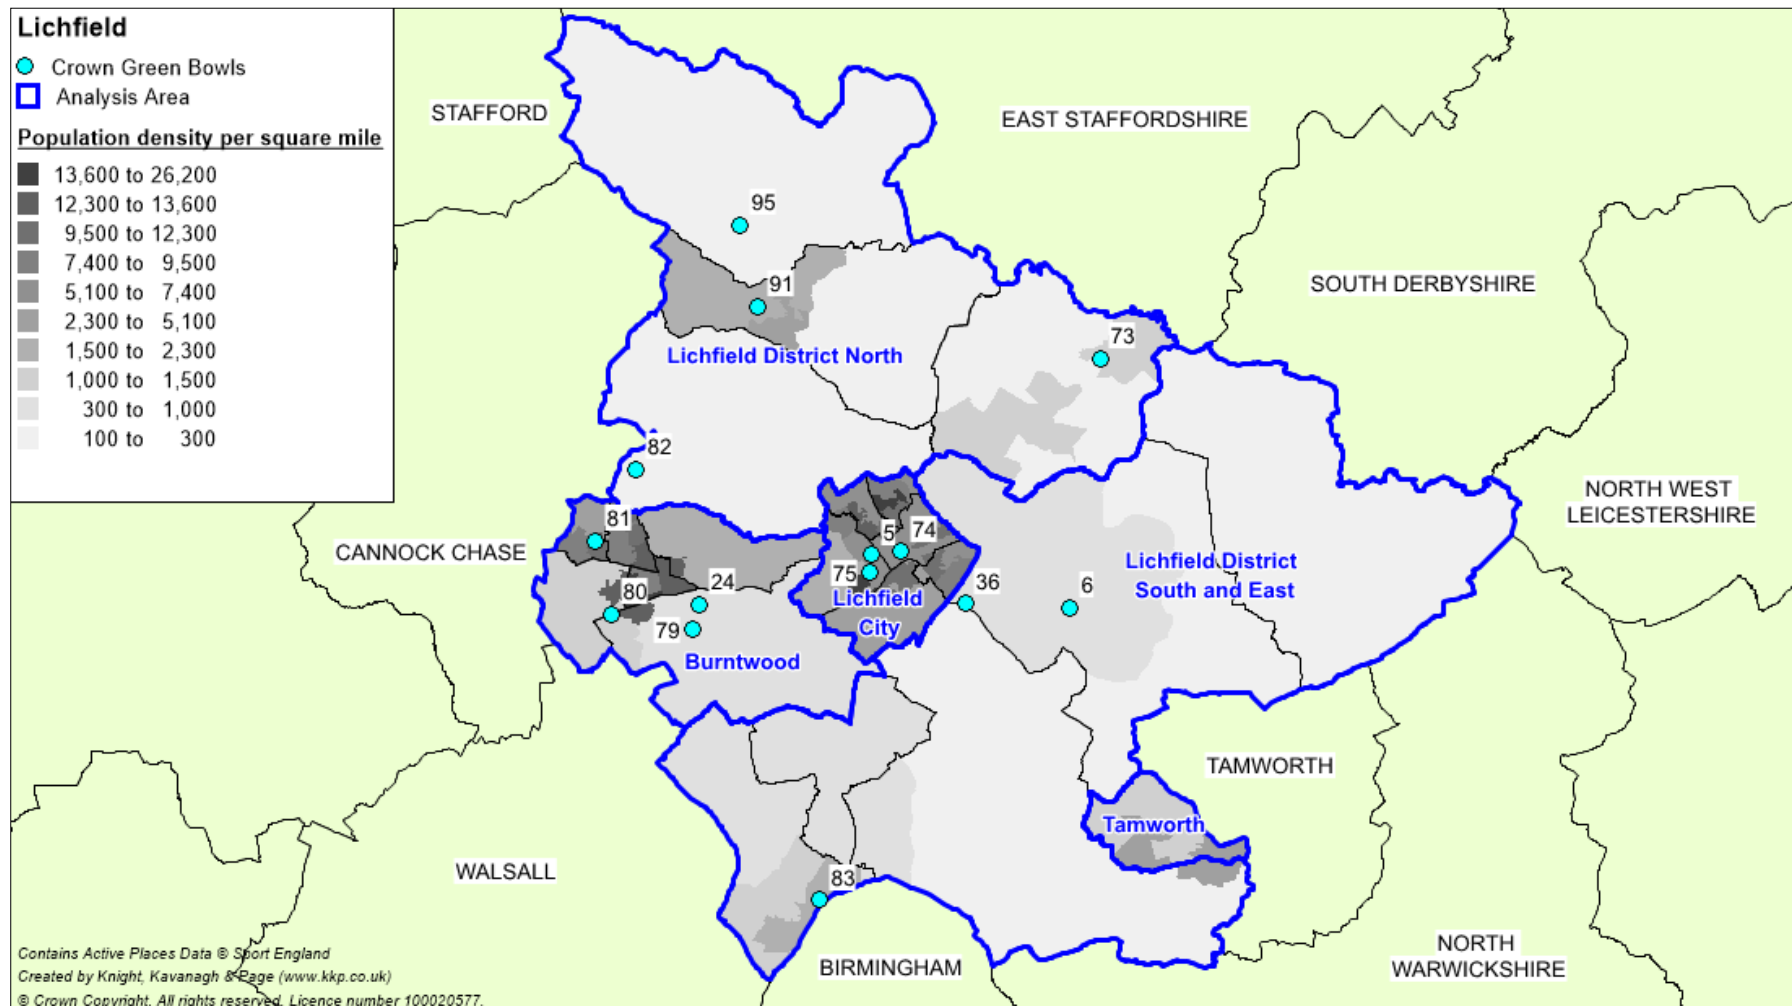 Lichfield
Crown Green Bowls
Analysis Area
Population density per square mile
13,600 to 26,200
12,300 to 13,600
9,500 to 12,300
7,400 to 9,500
5,100 to 7,400
2,300 to 5,100
1,500 to 2,300
1,000 to 1,500
300 to 1,000
100 to 300
STAFFORD
EAST STAFFORDSHIRE
95
91
SOUTH DERBYSHIRE
73
Lichfield District North
82
NORTH WEST
LEICESTERSHIRE
81
5
74
CANNOCK CHASE
Lichfield District
South and East
75
24
36
6
80
Lichfield
City
79
Burntwood
TAMWORTH
Tamworth
WALSALL
83
BIRMINGHAM
NORTH
WARWICKSHIRE
Contains Active Places Data © Sport England
Created by Knight, Kavanagh & Page (www.kkp.co.uk)
© Crown Copyright. All rights reserved. Licence number 100020577.